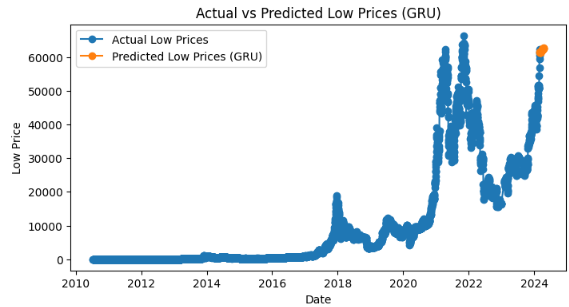 Actual vs Predicted Low Prices (GRU)
Actual Low Prices
Predicted Low Prices (GRU)
60000
50000
40000
30000
20000
10000
0
Low Price
2010 2012 2014 2016 2018 2020 2022 2024
Date